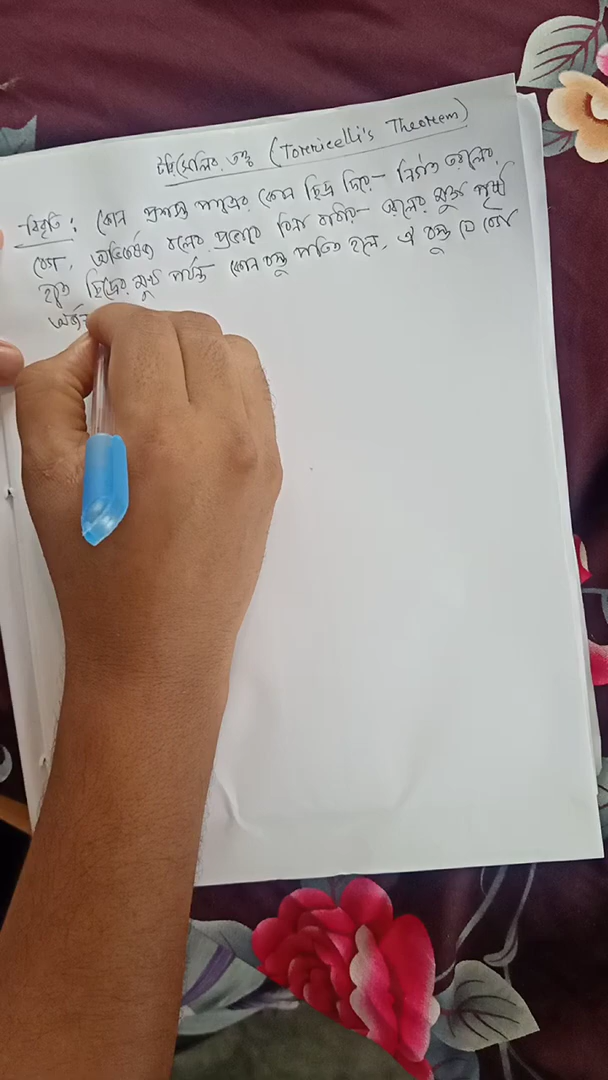 টরিসেলির তত্ত্ব (Torricelli's Theorem)
বিবৃতি : কোন প্রশস্ত পাত্রের কোন ছিদ্র দিয়ে নির্গত তরলের
বেগ, অভিকর্ষজ বলের প্রভাবে বিনা বাধায় তরলের মুক্ত পৃষ্ঠ
হতে ছিদ্রের মুখ পর্যন্ত কোন বস্তু পতিত হলে, ঐ বস্তু যে বেগ